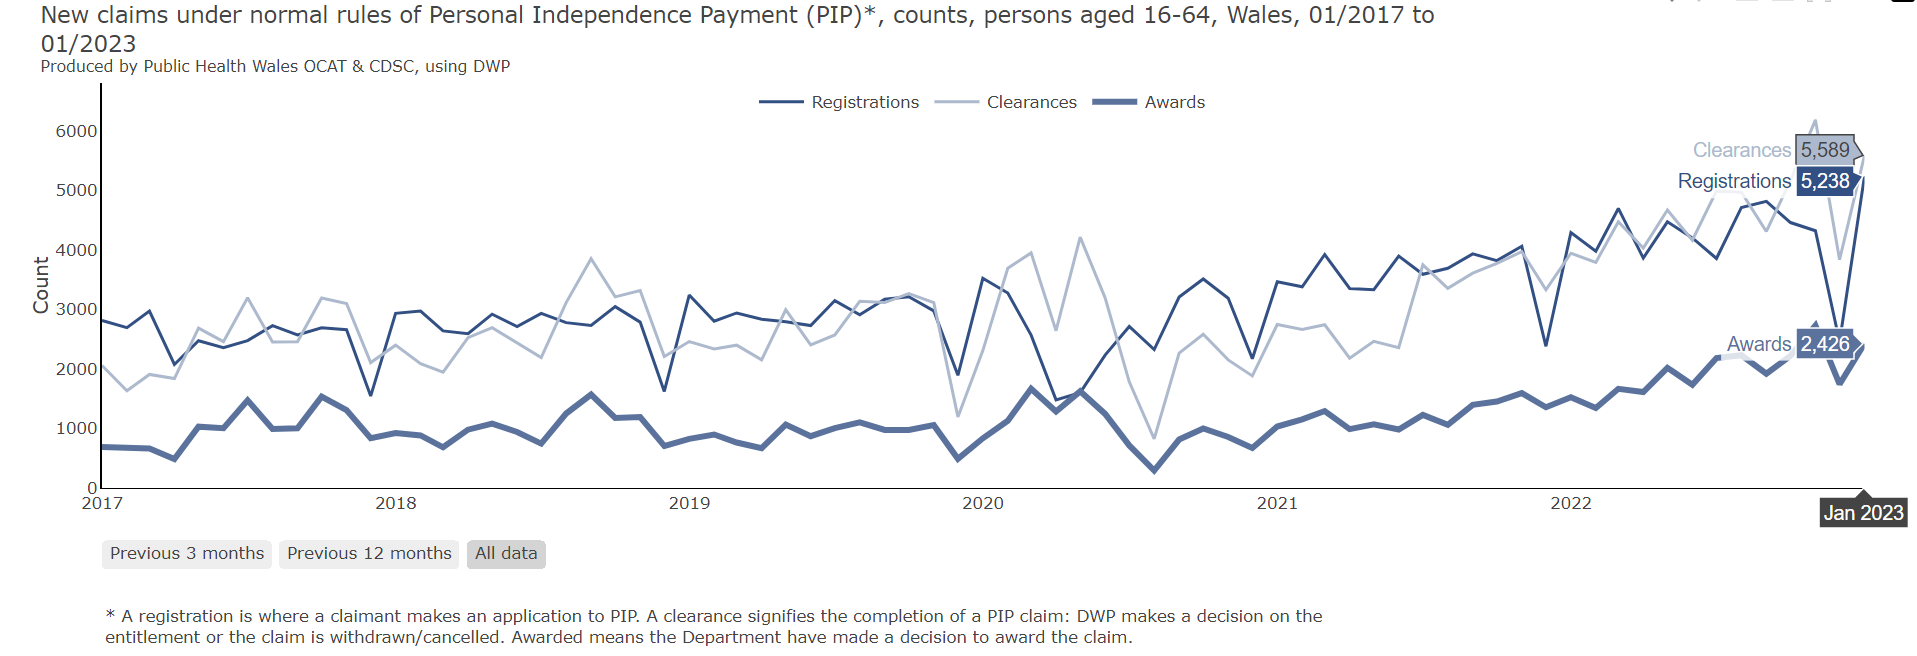 New claims under normal rules of Personal Independence Payment (PIP)*, counts, persons aged 16-64, Wales, 01/2017 to
01/2023
Produced by Public Health Wales OCAT & CDSC, using DWP
Registrations
Clearances
Awards
6000
5000
4000
3000
2000
1000
0
Count
Clearances 5,589
Registrations 5,238
Awards 2,426
2017
2018
2019
2020
2021
2022
Jan 2023
Previous 3 months
Previous 12 months
All data
* A registration is where a claimant makes an application to PIP. A clearance signifies the completion of a PIP claim: DWP makes a decision on the
entitlement or the claim is withdrawn/cancelled. Awarded means the Department have made a decision to award the claim.